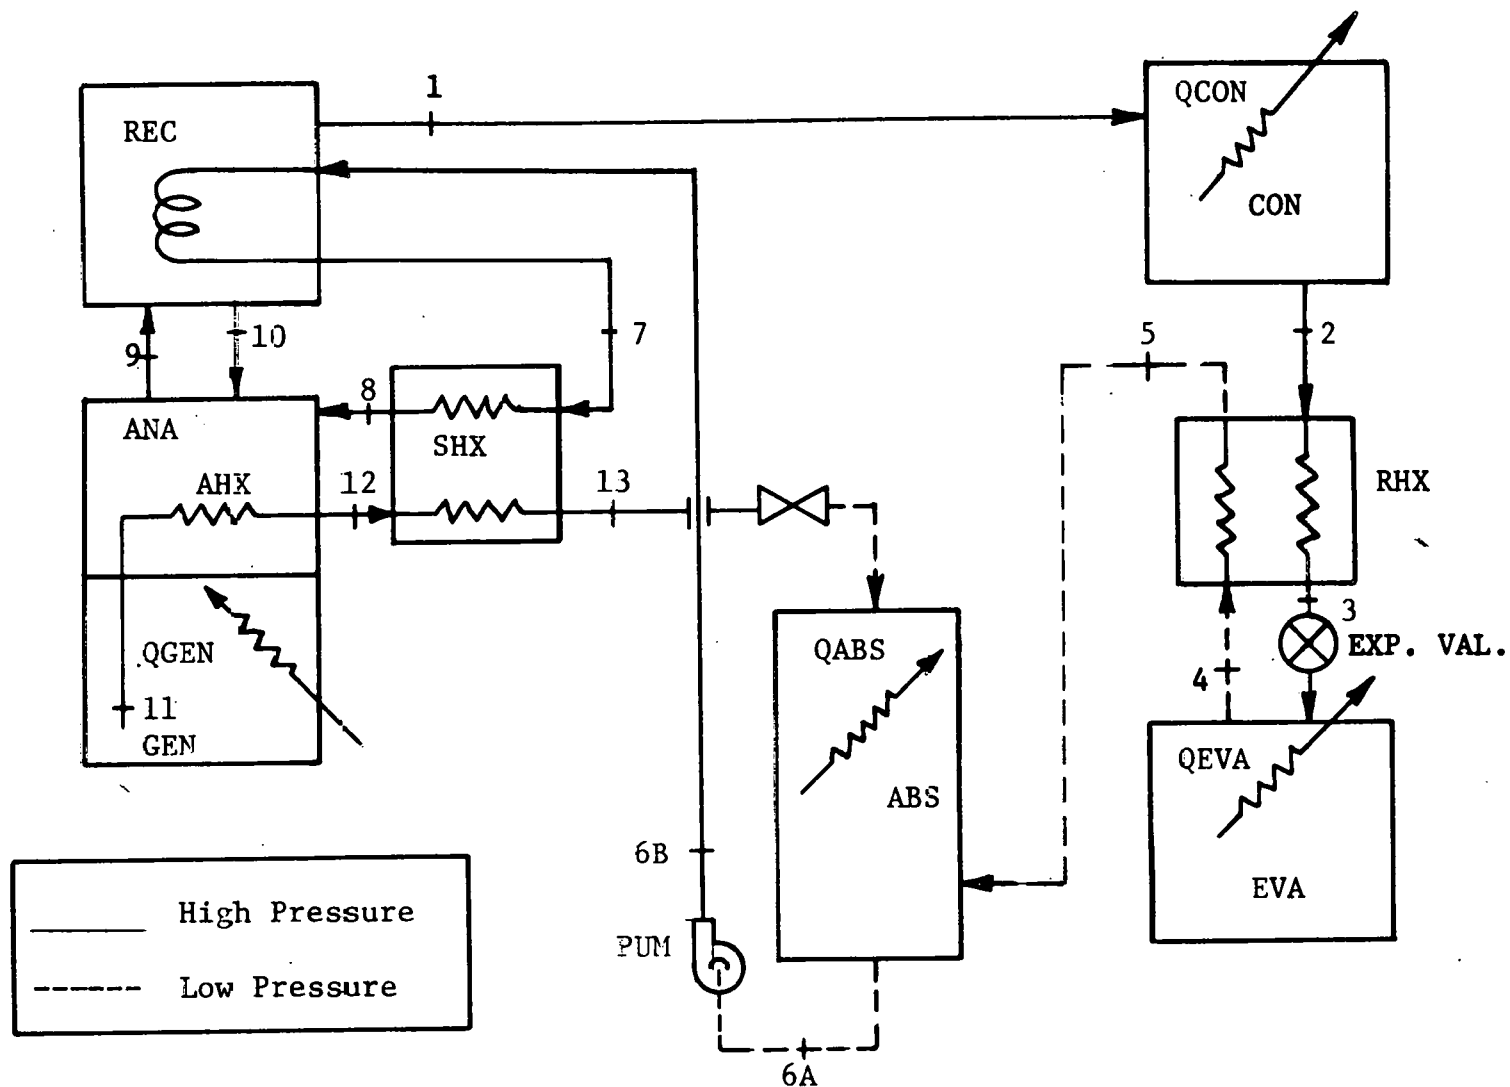 1
QCON
REC
CON
9
10
7
5
2
8
ANA
SHX
AHX
12
13
RHX
3
QGEN
QABS
EXP. VAL.
4
11
GEN
QEVA
ABS
6B
EVA
High Pressure
PUM
Low Pressure
6A